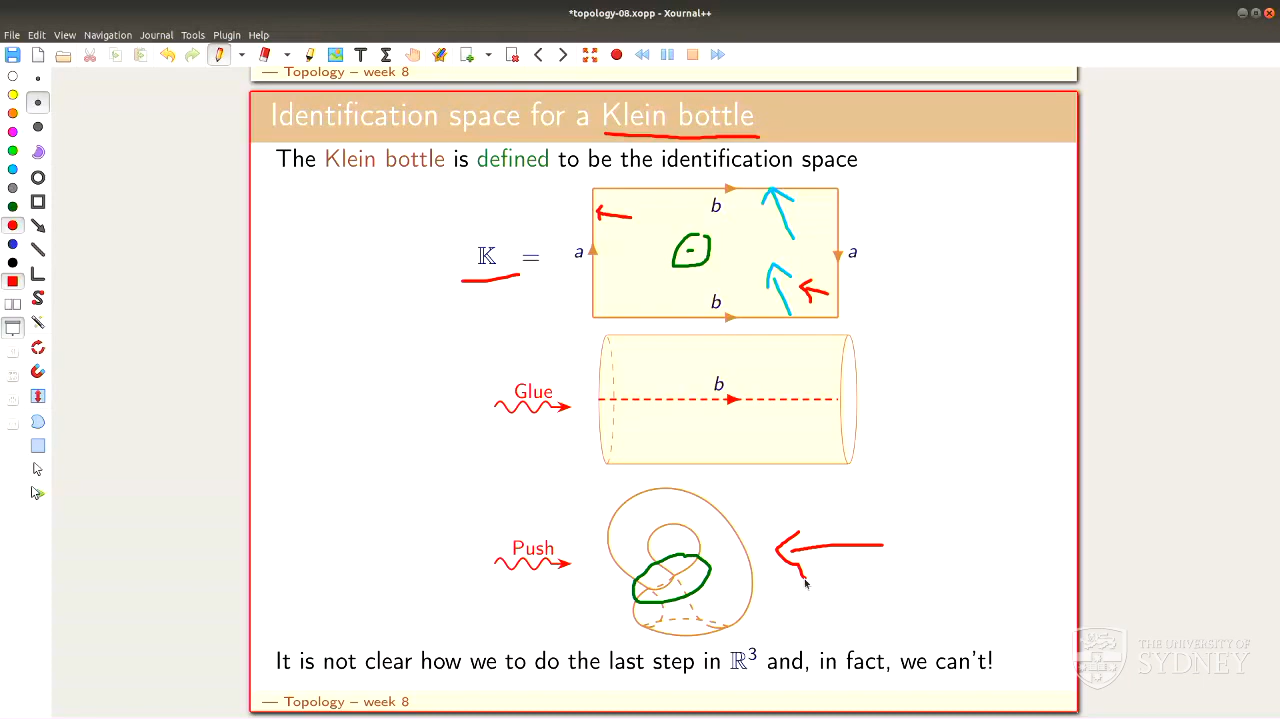 *topology-08.xopp - Xournal++
File Edit View Navigation Journal Tools Plugin Help
— Topology – week 8
Identification space for a Klein bottle
The Klein bottle is defined to be the identification space
b
𝕂 = a a
b
Glue
b
Push
It is not clear how we to do the last step in ℝ³ and, in fact, we can't!
— Topology – week 8
THE UNIVERSITY OF
SYDNEY